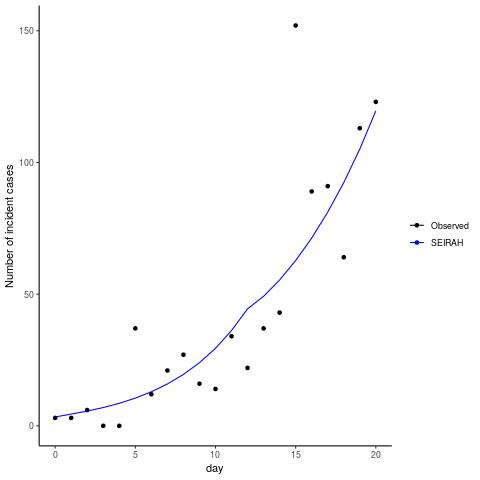 Number of incident cases
150
100
50
0
0 5 10 15 20
day
Observed
SEIRAH